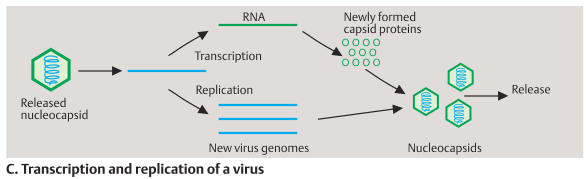 RNA
Newly formed
capsid proteins
Transcription
Replication
Released
nucleocapsid
Release
New virus genomes
Nucleocapsids
C. Transcription and replication of a virus